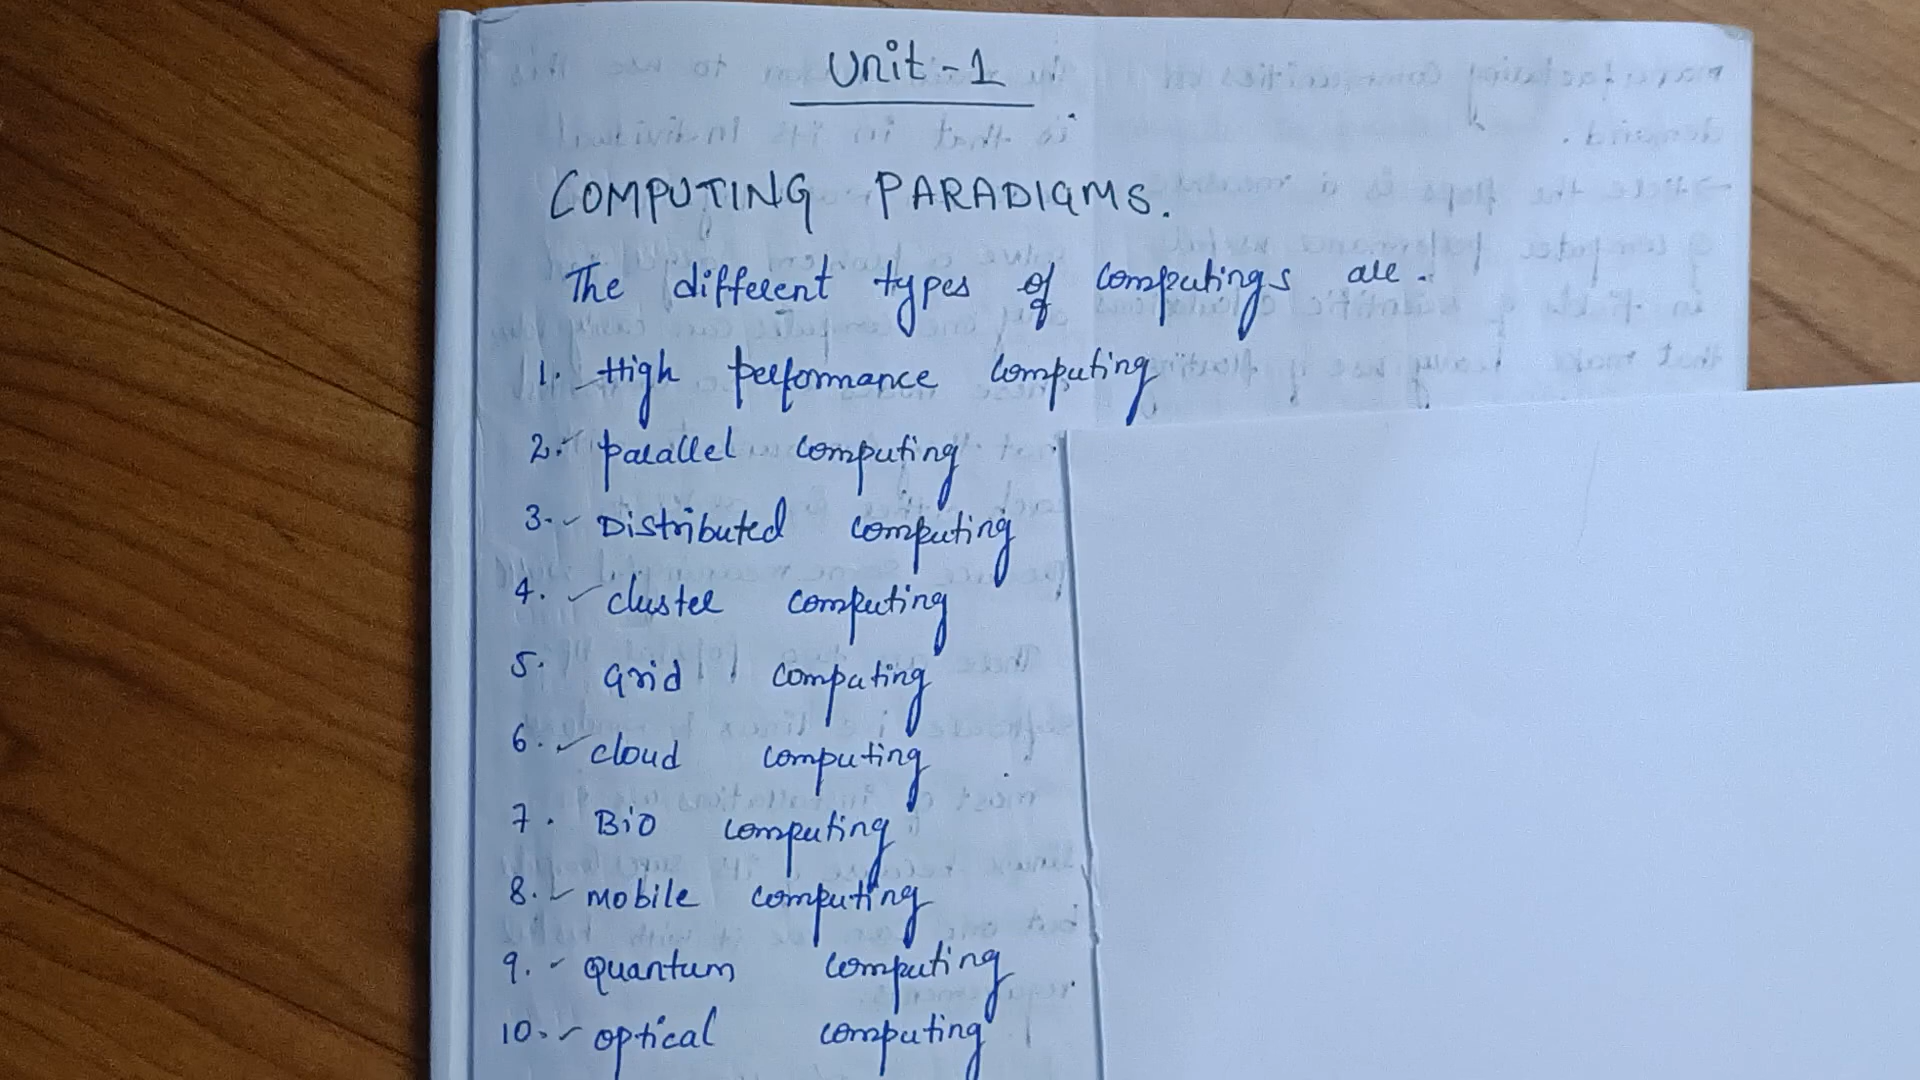 Unit-1
COMPUTING PARADIGMS.
The different types of computings are.
1. High performance computing
2. parallel computing
3. Distributed computing
4. cluster computing
5. Grid computing
6. cloud computing
7. Bio computing
8. mobile computing
9. quantum computing
10. optical computing